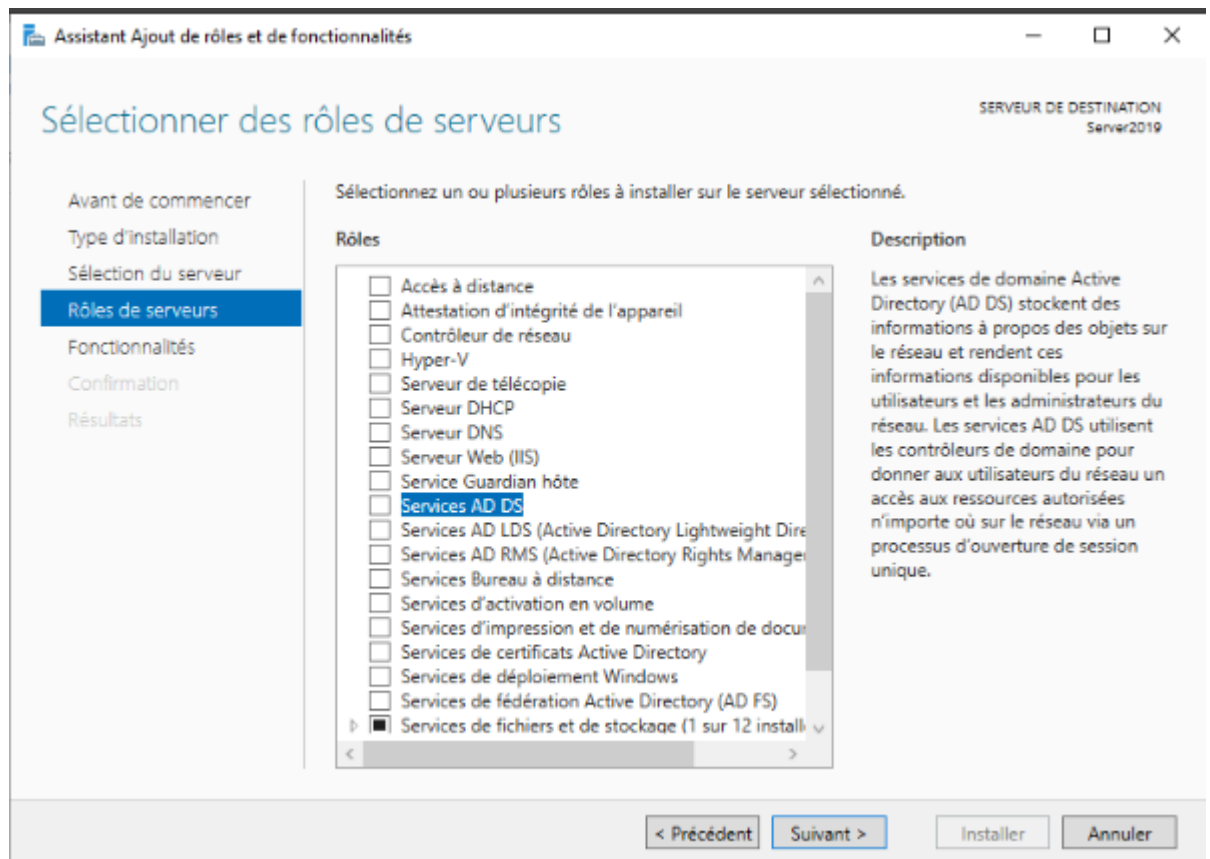 Assistant Ajout de rôles et de fonctionnalités
Sélectionner des rôles de serveurs
SERVEUR DE DESTINATION
Server2019
Avant de commencer
Type d'installation
Sélection du serveur
Rôles de serveurs
Fonctionnalités
Confirmation
Résultats
Sélectionnez un ou plusieurs rôles à installer sur le serveur sélectionné.
Rôles
Accès à distance
Attestation d'intégrité de l'appareil
Contrôleur de réseau
Hyper-V
Serveur de télécopie
Serveur DHCP
Serveur DNS
Serveur Web (IIS)
Service Guardian hôte
Services AD DS
Services AD LDS (Active Directory Lightweight Dire
Services AD RMS (Active Directory Rights Manage
Services Bureau à distance
Services d'activation en volume
Services d'impression et de numérisation de docu
Services de certificats Active Directory
Services de déploiement Windows
Services de fédération Active Directory (AD FS)
Services de fichiers et de stockage (1 sur 12 install
Description
Les services de domaine Active
Directory (AD DS) stockent des
informations à propos des objets sur
le réseau et rendent ces
informations disponibles pour les
utilisateurs et les administrateurs du
réseau. Les services AD DS utilisent
les contrôleurs de domaine pour
donner aux utilisateurs du réseau un
accès aux ressources autorisées
n'importe où sur le réseau via un
processus d'ouverture de session
unique.
< Précédent
Suivant >
Installer
Annuler